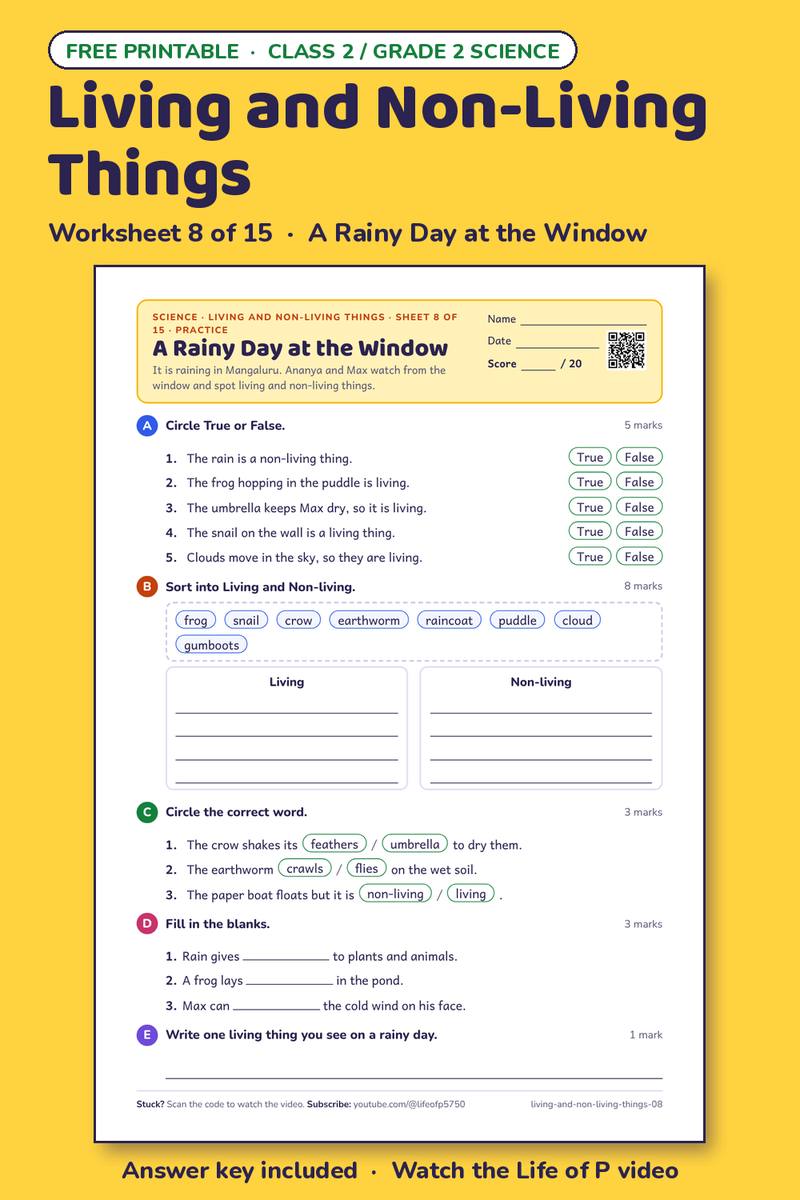 FREE PRINTABLE · CLASS 2 / GRADE 2 SCIENCE
Living and Non-Living
Things
Worksheet 8 of 15 · A Rainy Day at the Window
SCIENCE · LIVING AND NON-LIVING THINGS · SHEET 8 OF
15 · PRACTICE
A Rainy Day at the Window
It is raining in Mangaluru. Ananya and Max watch from the
window and spot living and non-living things.
Name
Date
Score / 20
A Circle True or False. 5 marks
1. The rain is a non-living thing. True False
2. The frog hopping in the puddle is living. True False
3. The umbrella keeps Max dry, so it is living. True False
4. The snail on the wall is a living thing. True False
5. Clouds move in the sky, so they are living. True False
B Sort into Living and Non-living. 8 marks
frog snail crow earthworm raincoat puddle cloud
gumboots
Living Non-living
C Circle the correct word. 3 marks
1. The crow shakes its feathers / umbrella to dry them.
2. The earthworm crawls / flies on the wet soil.
3. The paper boat floats but it is non-living / living .
D Fill in the blanks. 3 marks
1. Rain gives ____________ to plants and animals.
2. A frog lays ____________ in the pond.
3. Max can ____________ the cold wind on his face.
E Write one living thing you see on a rainy day. 1 mark
Stuck? Scan the code to watch the video. Subscribe: youtube.com/@lifeofp5750 living-and-non-living-things-08
Answer key included · Watch the Life of P video